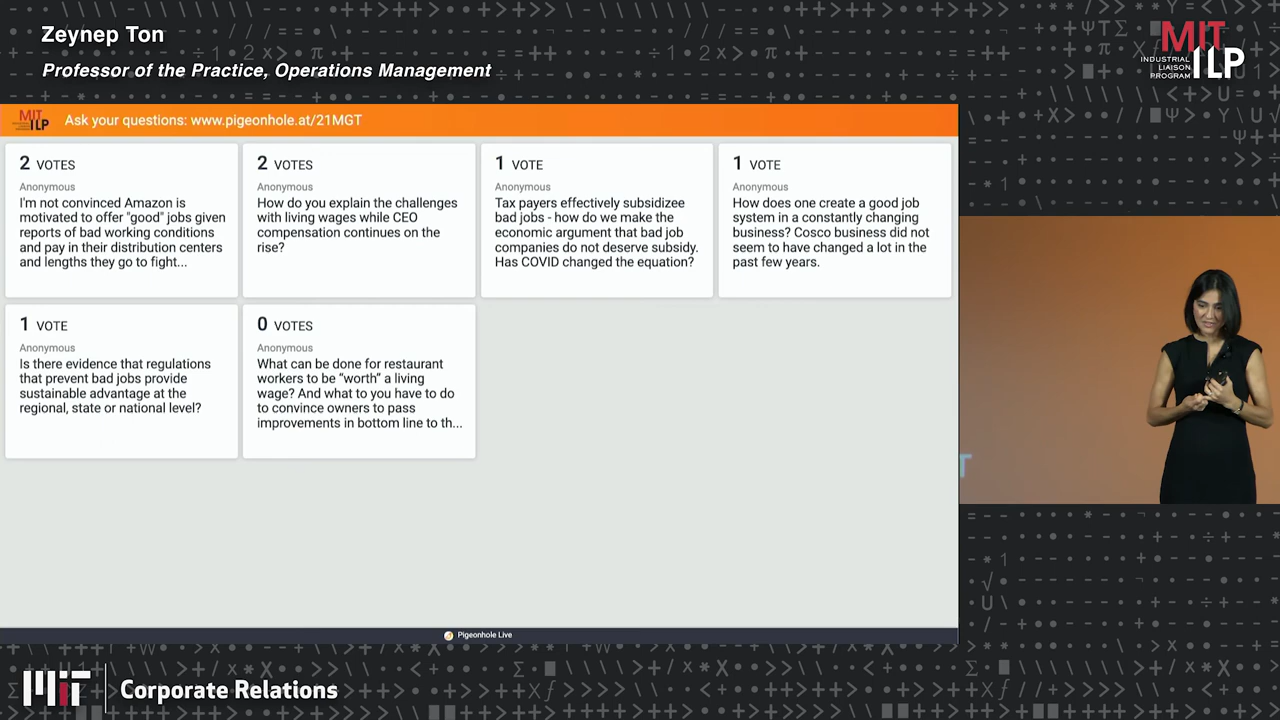 Zeynep Ton
Professor of the Practice, Operations Management
MIT
INDUSTRIAL
LIAISON
PROGRAM
ILP
MIT
ILP
Ask your questions: www.pigeonhole.at/21MGT
2 VOTES
Anonymous
I'm not convinced Amazon is
motivated to offer "good" jobs given
reports of bad working conditions
and pay in their distribution centers
and lengths they go to fight...
2 VOTES
Anonymous
How do you explain the challenges
with living wages while CEO
compensation continues on the
rise?
1 VOTE
Anonymous
Tax payers effectively subsidizee
bad jobs - how do we make the
economic argument that bad job
companies do not deserve subsidy.
Has COVID changed the equation?
1 VOTE
Anonymous
How does one create a good job
system in a constantly changing
business? Cosco business did not
seem to have changed a lot in the
past few years.
1 VOTE
Anonymous
Is there evidence that regulations
that prevent bad jobs provide
sustainable advantage at the
regional, state or national level?
0 VOTES
Anonymous
What can be done for restaurant
workers to be “worth” a living
wage? And what to you have to do
to convince owners to pass
improvements in bottom line to th...
T
Pigeonhole Live
MIT
Corporate Relations